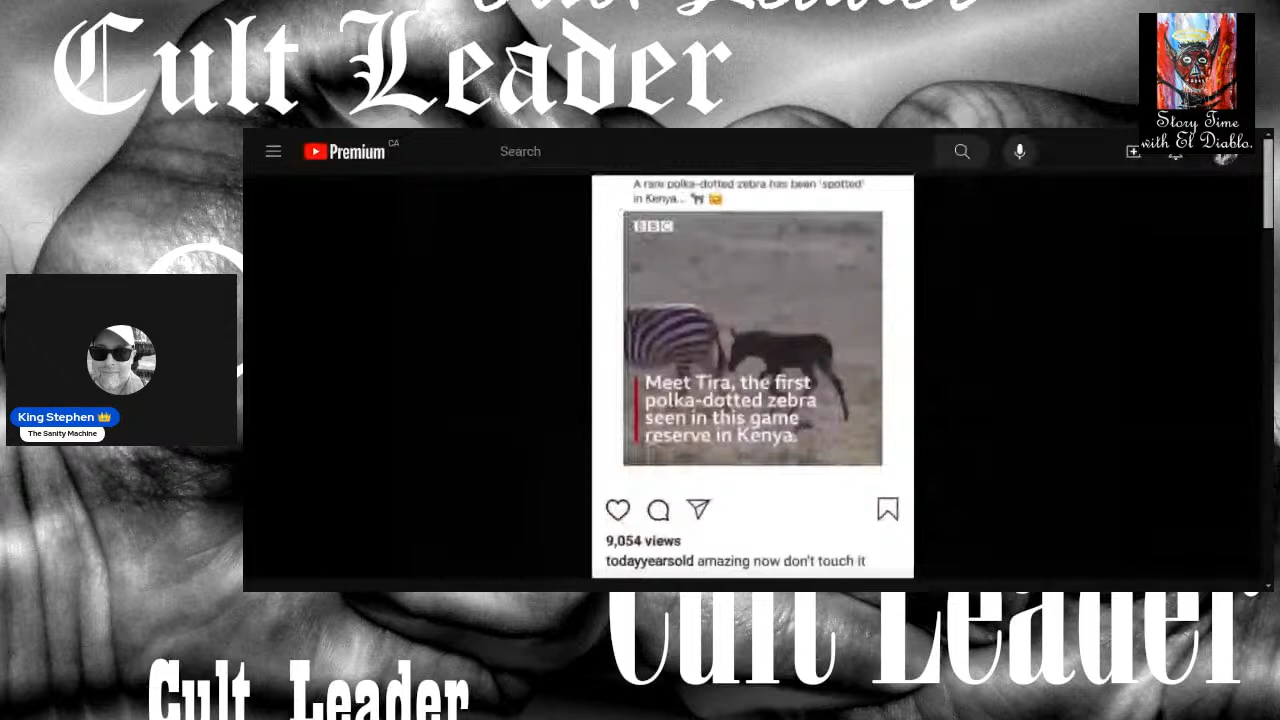 Cult Leader
Cult Leader
Story Time
with El Diablo.
Premium CA
Search
A rare polka-dotted zebra has been 'spotted'
in Kenya...
BBC
Meet Tira, the first
polka-dotted zebra
seen in this game
reserve in Kenya.
King Stephen
The Sanity Machine
9,054 views
todayyearsold amazing now don't touch it
Cult Leader
Cult Leader